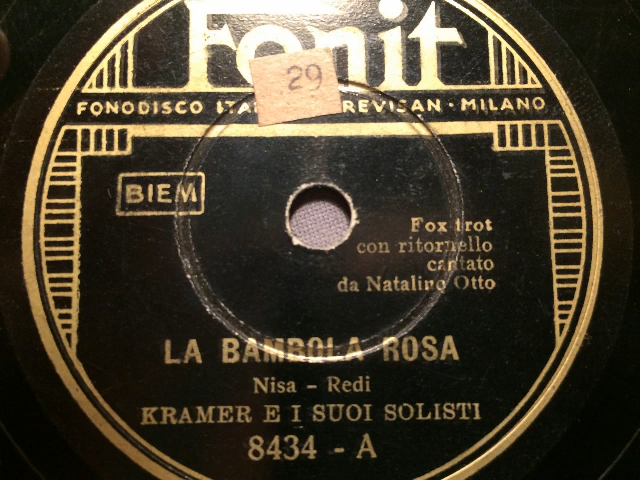 Fonit
29
FONODISCO ITA REVISAN · MILANO
BIEM
Fox trot
con ritornello
cantato
da Natalino Otto
LA BAMBOLA ROSA
Nisa - Redi
KRAMER E I SUOI SOLISTI
8434 - A